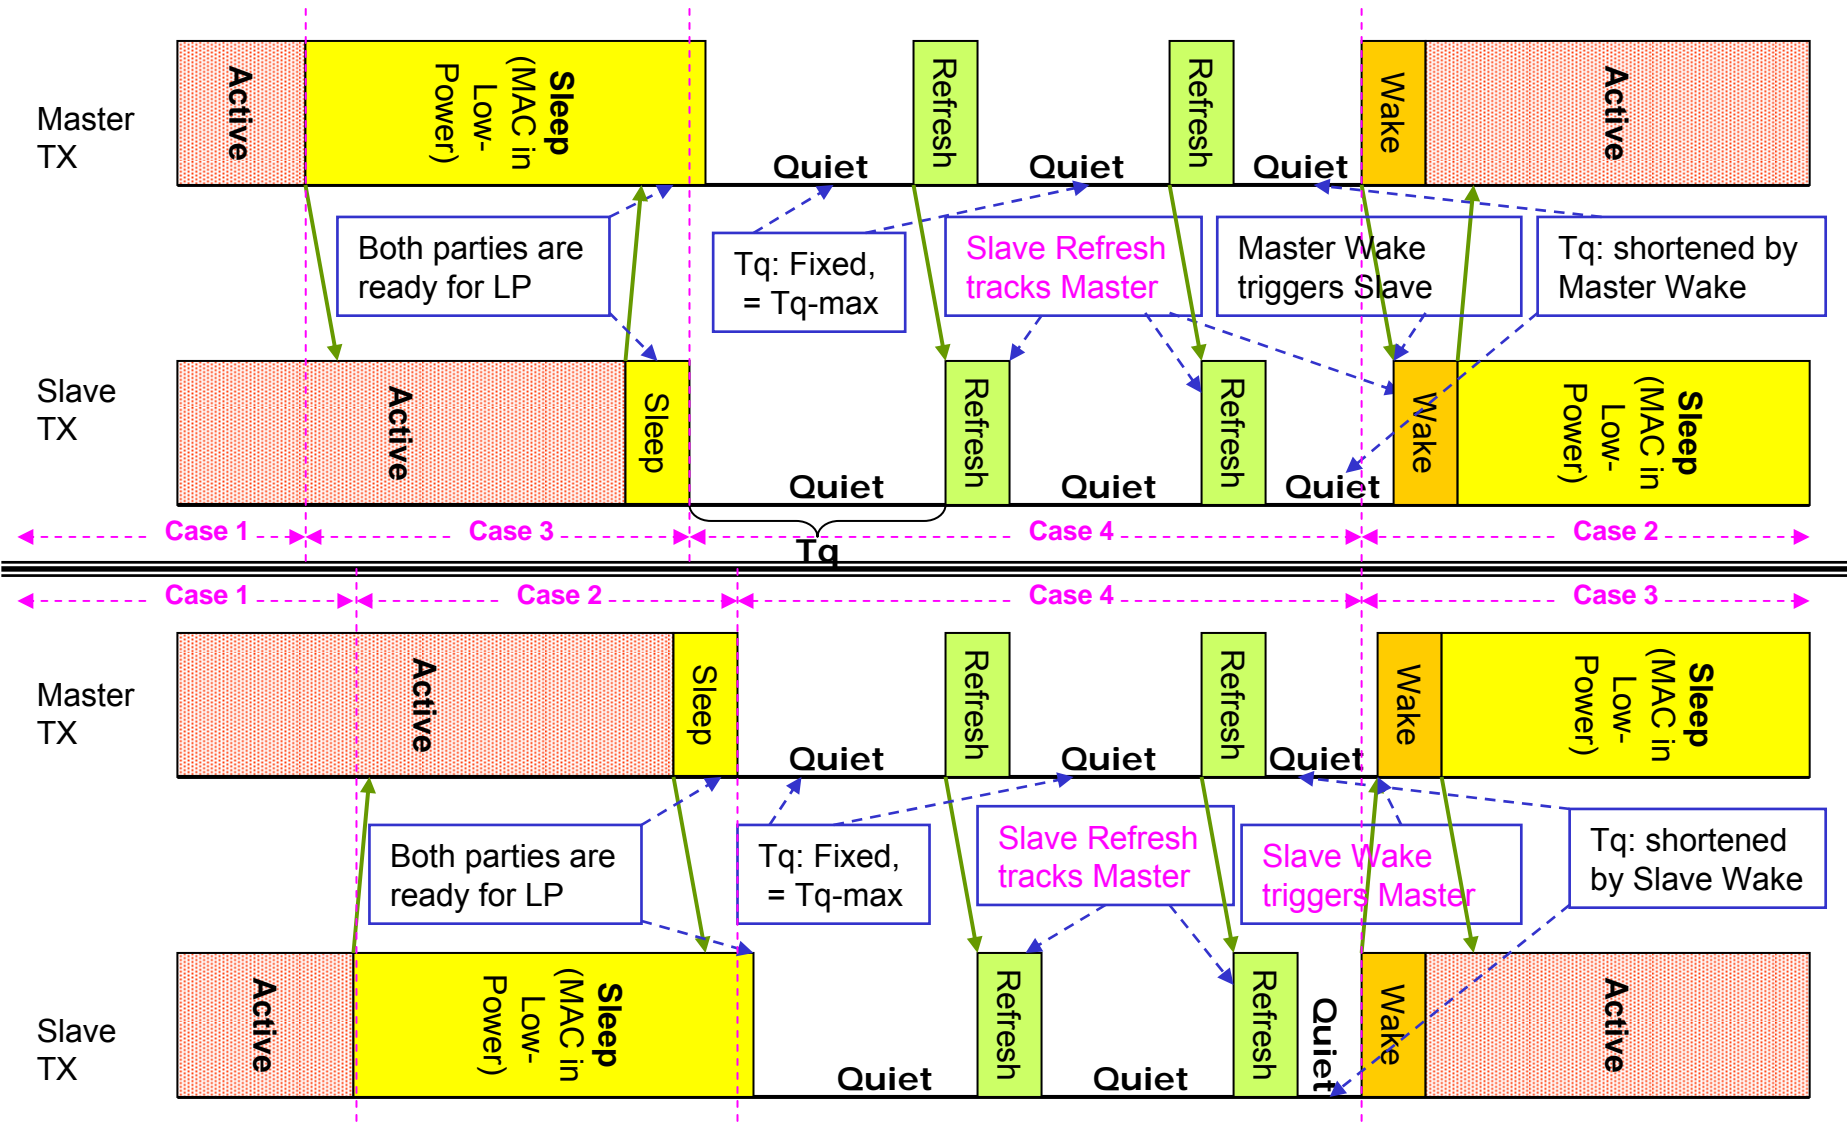 Master
TX
Active
Sleep
(MAC in
Low-
Power)
Quiet
Refresh
Quiet
Refresh
Quiet
Wake
Active
Both parties are
ready for LP
Tq: Fixed,
= Tq-max
Slave Refresh
tracks Master
Master Wake
triggers Slave
Tq: shortened by
Master Wake
Slave
TX
Active
Sleep
Quiet
Refresh
Quiet
Refresh
Quiet
Wake
Sleep
(MAC in
Low-
Power)
Case 1
Case 3
Tq
Case 4
Case 2
Case 1
Case 2
Case 4
Case 3
Master
TX
Active
Sleep
Quiet
Refresh
Quiet
Refresh
Quiet
Wake
Sleep
(MAC in
Low-
Power)
Both parties are
ready for LP
Tq: Fixed,
= Tq-max
Slave Refresh
tracks Master
Slave Wake
triggers Master
Tq: shortened
by Slave Wake
Slave
TX
Active
Sleep
(MAC in
Low-
Power)
Quiet
Refresh
Quiet
Refresh
Quiet
Wake
Active